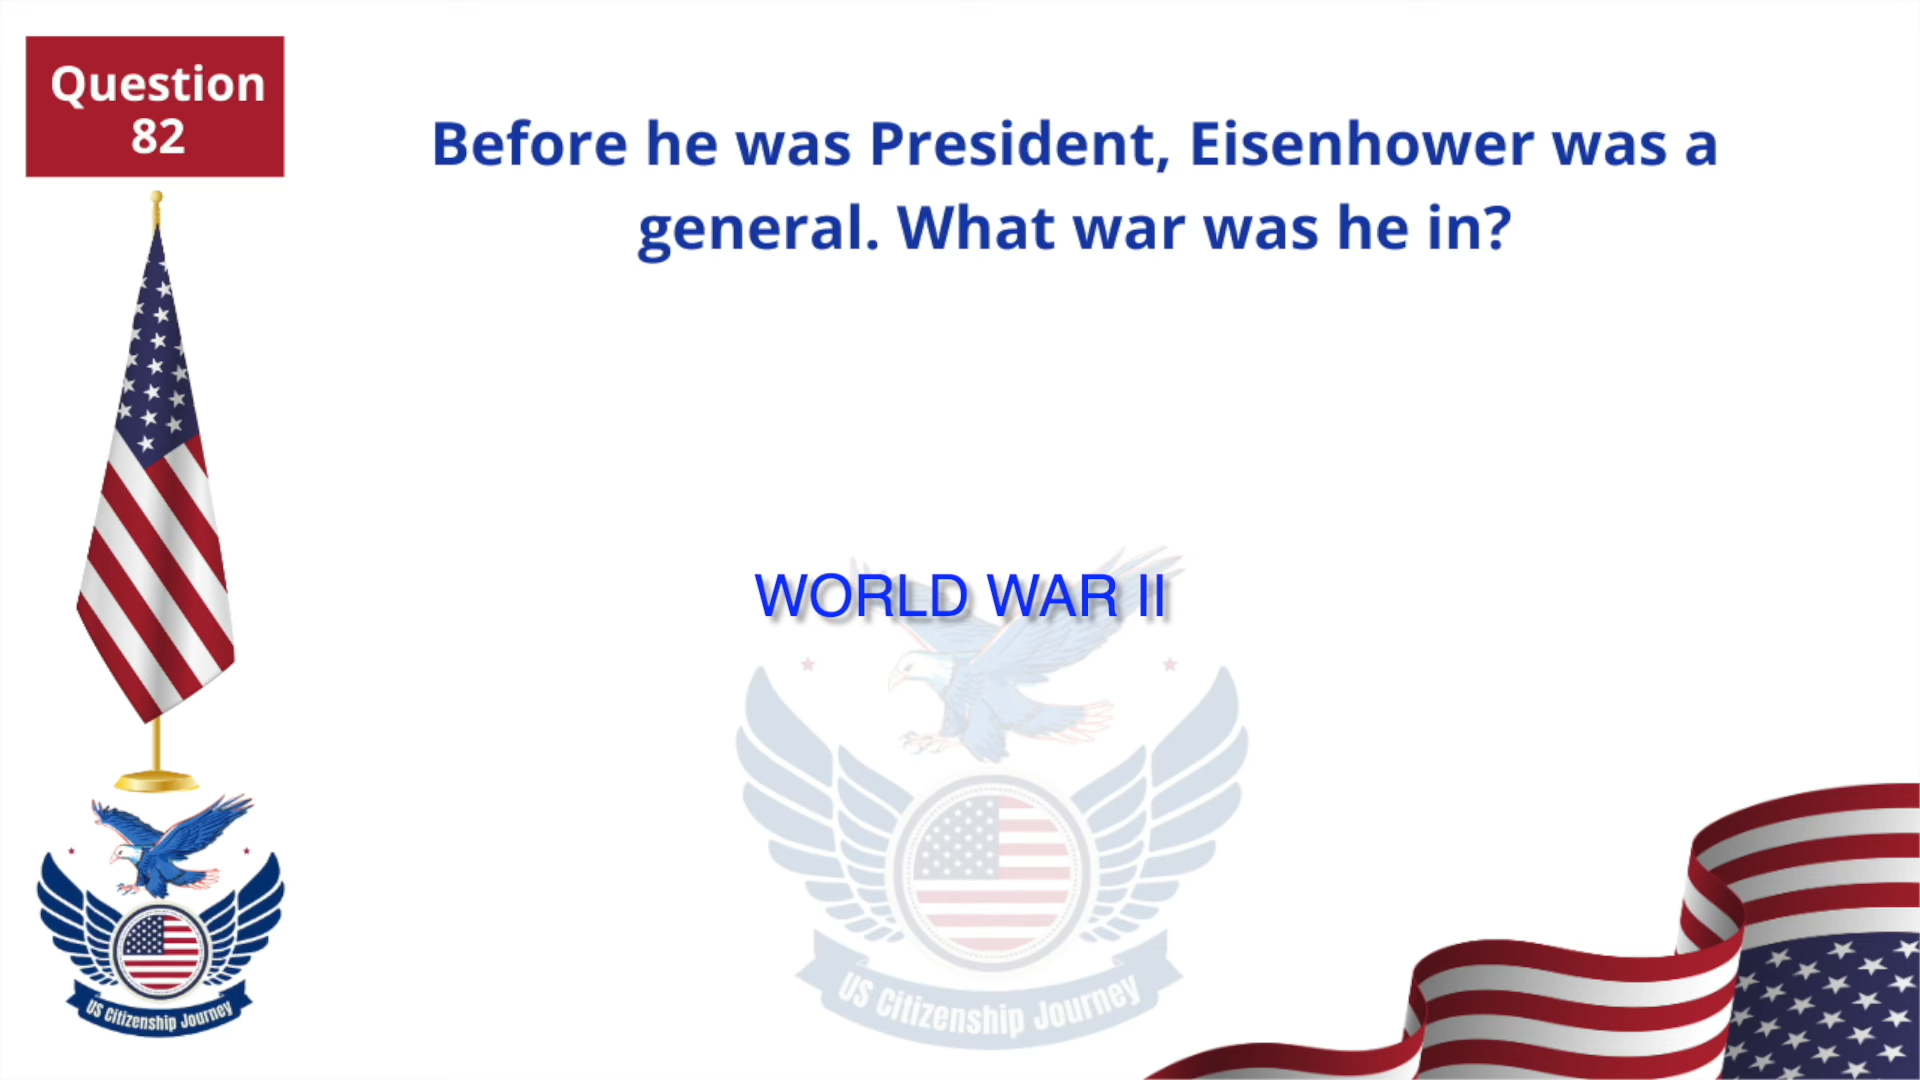 Question
82
Before he was President, Eisenhower was a
general. What war was he in?
WORLD WAR II
US Citizenship Journey
US Citizenship Journey